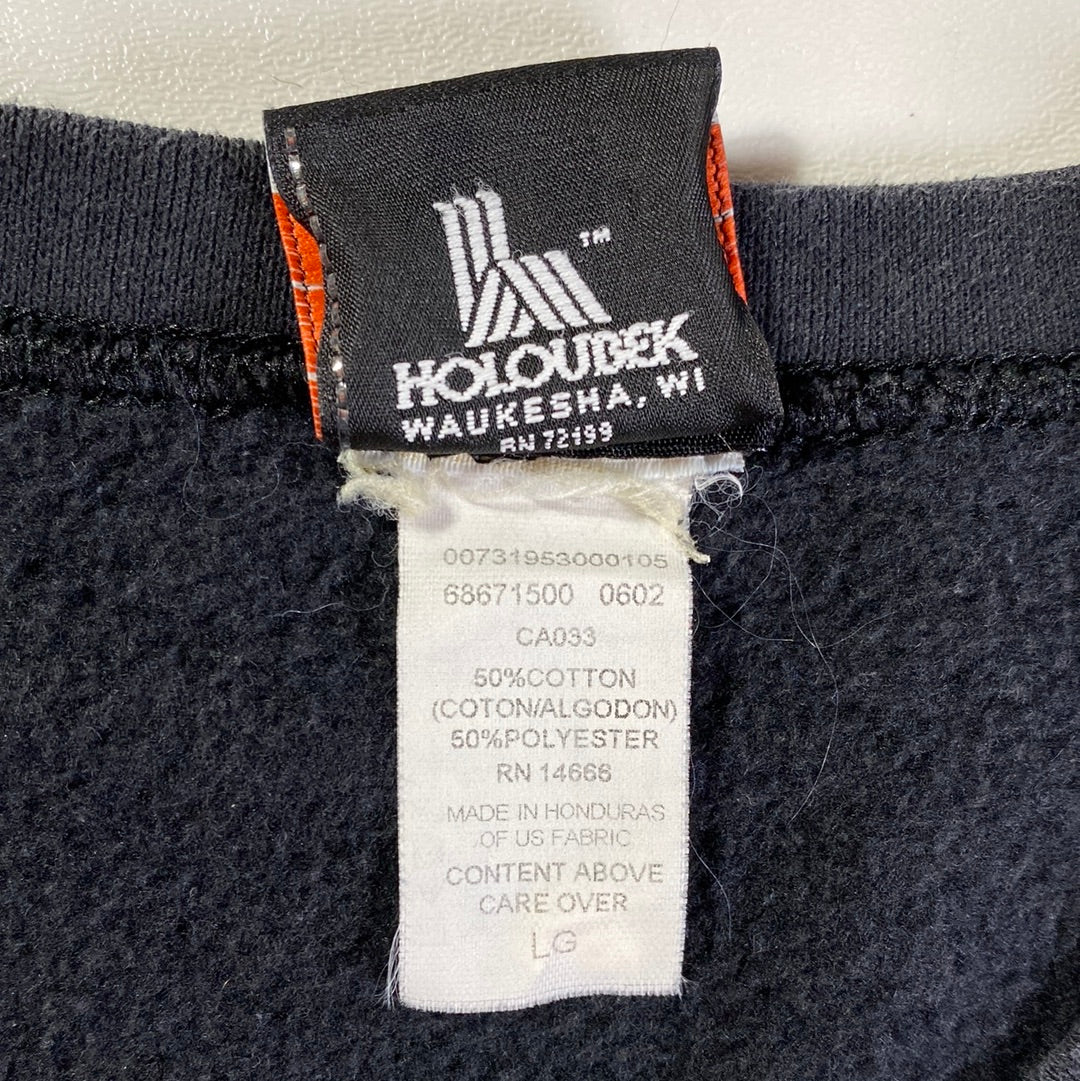 TM
HOLOUBEK
WAUKESHA, WI
RN 72199
00731953000105
68671500 0602
CA033
50%COTTON
(COTON/ALGODON)
50%POLYESTER
RN 14666
MADE IN HONDURAS
OF US FABRIC
CONTENT ABOVE
CARE OVER
LG